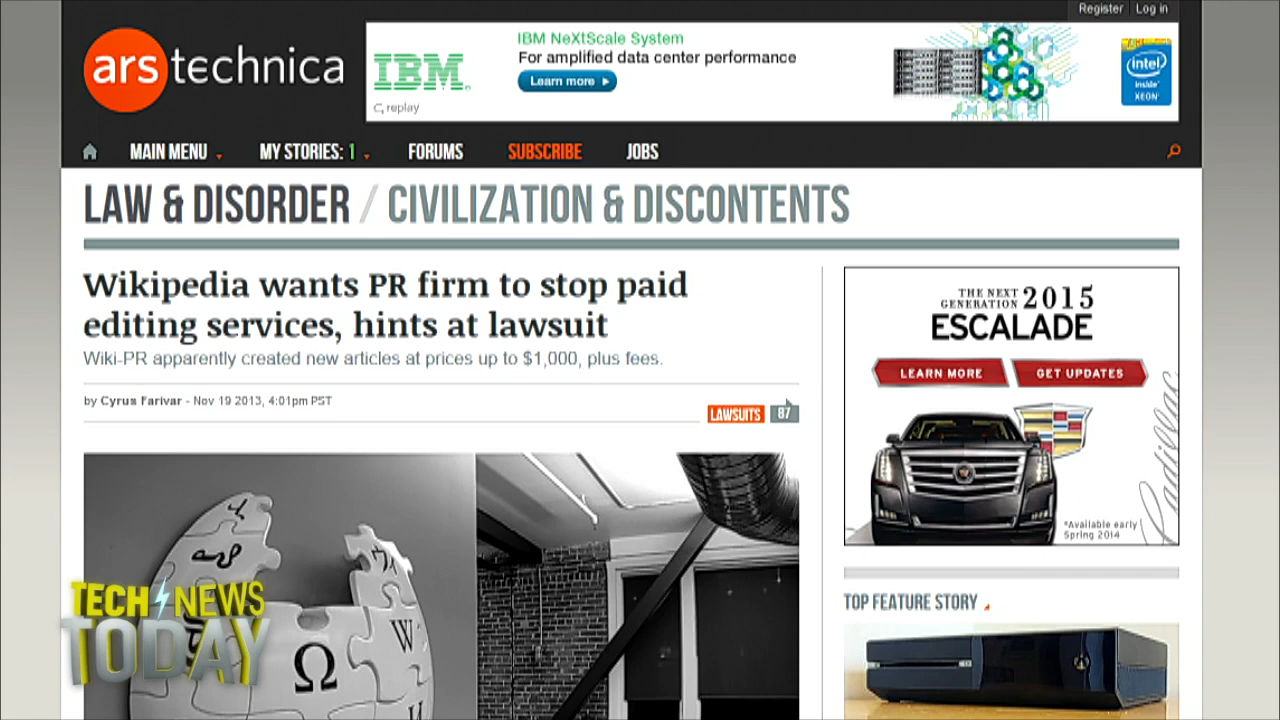 Register Log in
ars technica
IBM
replay
IBM NeXtScale System
For amplified data center performance
Learn more
intel
inside
XEON
MAIN MENU MY STORIES: 1 FORUMS SUBSCRIBE JOBS
LAW & DISORDER / CIVILIZATION & DISCONTENTS
Wikipedia wants PR firm to stop paid
editing services, hints at lawsuit
Wiki-PR apparently created new articles at prices up to $1,000, plus fees.
by Cyrus Farivar - Nov 19 2013, 4:01pm PST
LAWSUITS 87
THE NEXT
GENERATION 2015
ESCALADE
LEARN MORE GET UPDATES
Cadillac
*Available early
Spring 2014
TOP FEATURE STORY
Ω
W
TECH NEWS
TODAY